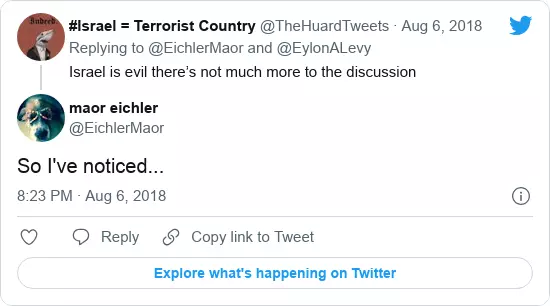 Indeed.
#Israel = Terrorist Country @TheHuardTweets · Aug 6, 2018
Replying to @EichlerMaor and @EylonALevy
Israel is evil there’s not much more to the discussion
maor eichler
@EichlerMaor
So I've noticed...
8:23 PM · Aug 6, 2018
Reply
Copy link to Tweet
Explore what's happening on Twitter